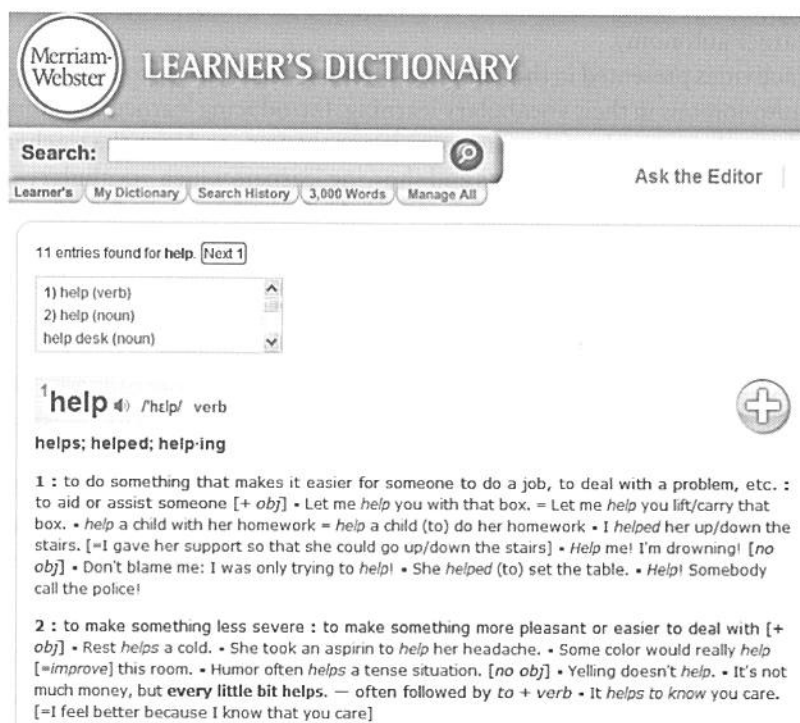 Merriam-
Webster
LEARNER'S DICTIONARY
Search:
Ask the Editor
Learner's My Dictionary Search History 3,000 Words Manage All
11 entries found for help. Next 1
1) help (verb)
2) help (noun)
help desk (noun)
1help /ˈhɛlp/ verb
helps; helped; help·ing
1 : to do something that makes it easier for someone to do a job, to deal with a problem, etc. :
to aid or assist someone [+ obj] ▪ Let me help you with that box. = Let me help you lift/carry that
box. ▪ help a child with her homework = help a child (to) do her homework ▪ I helped her up/down the
stairs. [=I gave her support so that she could go up/down the stairs] ▪ Help me! I'm drowning! [no
obj] ▪ Don't blame me: I was only trying to help! ▪ She helped (to) set the table. ▪ Help! Somebody
call the police!
2 : to make something less severe : to make something more pleasant or easier to deal with [+
obj] ▪ Rest helps a cold. ▪ She took an aspirin to help her headache. ▪ Some color would really help
[=improve] this room. ▪ Humor often helps a tense situation. [no obj] ▪ Yelling doesn't help. ▪ It's not
much money, but every little bit helps. — often followed by to + verb ▪ It helps to know you care.
[=I feel better because I know that you care]